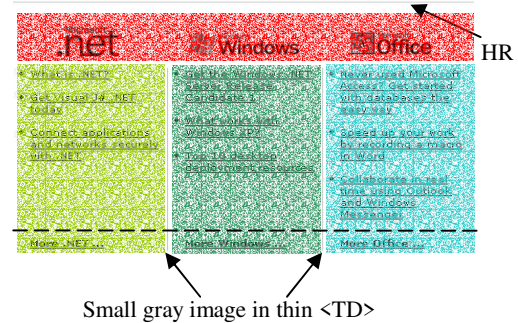 HR
.net
Windows
Office
What is .NET?
Get Visual J# .NET
today
Connect applications
and networks securely
with .NET
Get the Windows .NET
Server Release
Candidate 1
What works with
Windows XP?
Top 10 desktop
deployment resources
Never used Microsoft
Access? Get started
with databases the
easy way
Speed up your work
by recording a macro
in Word
Collaborate in real
time using Outlook
and Windows
Messenger
More .NET ...
More Windows ...
More Office ...
Small gray image in thin <TD>